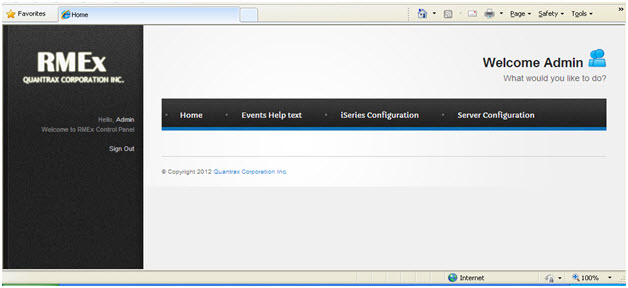 Favorites
Home
Page
Safety
Tools
RMEx
QUANTRAX CORPORATION INC.
Hello, Admin
Welcome to RMEx Control Panel
Sign Out
Welcome Admin
What would you like to do?
Home
Events Help text
iSeries Configuration
Server Configuration
© Copyright 2012 Quantrax Corporation Inc.
Internet
100%